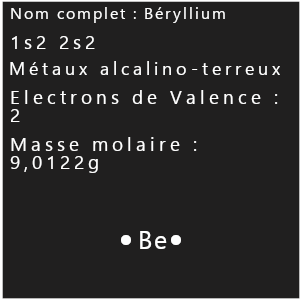 Nom complet : Béryllium
1s2 2s2
Métaux alcalino-terreux
Electrons de Valence :
2
Masse molaire :
9,0122g
•Be•